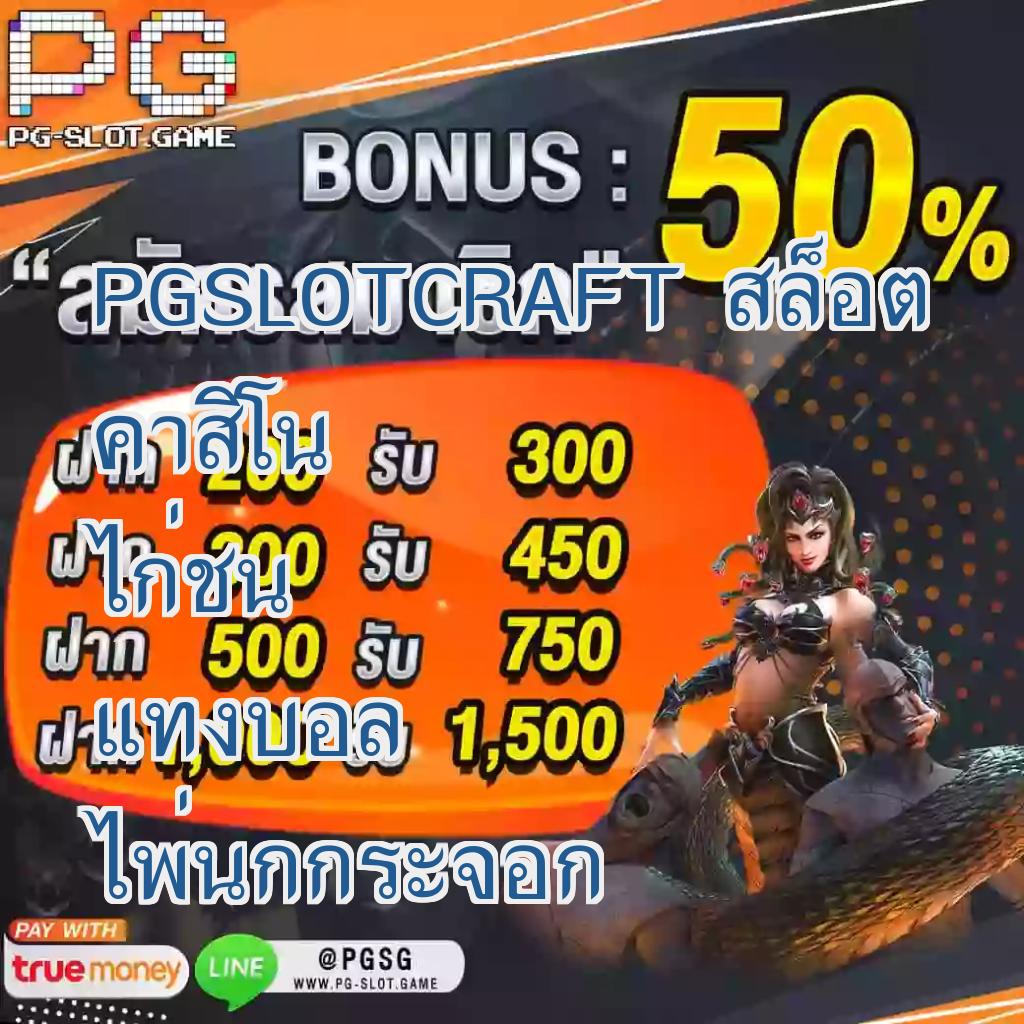 PG
PG-SLOT.GAME
BONUS : 50%
PGSLOTCRAFT สล็อต
คาสิโน
รับ 300
ไก่ชน
รับ 450
ฝาก 500 รับ 750
แทงบอล
1,500
ไพ่นกกระจอก
PAY WITH
truemoney
LINE
@PGSG
WWW.PG-SLOT.GAME